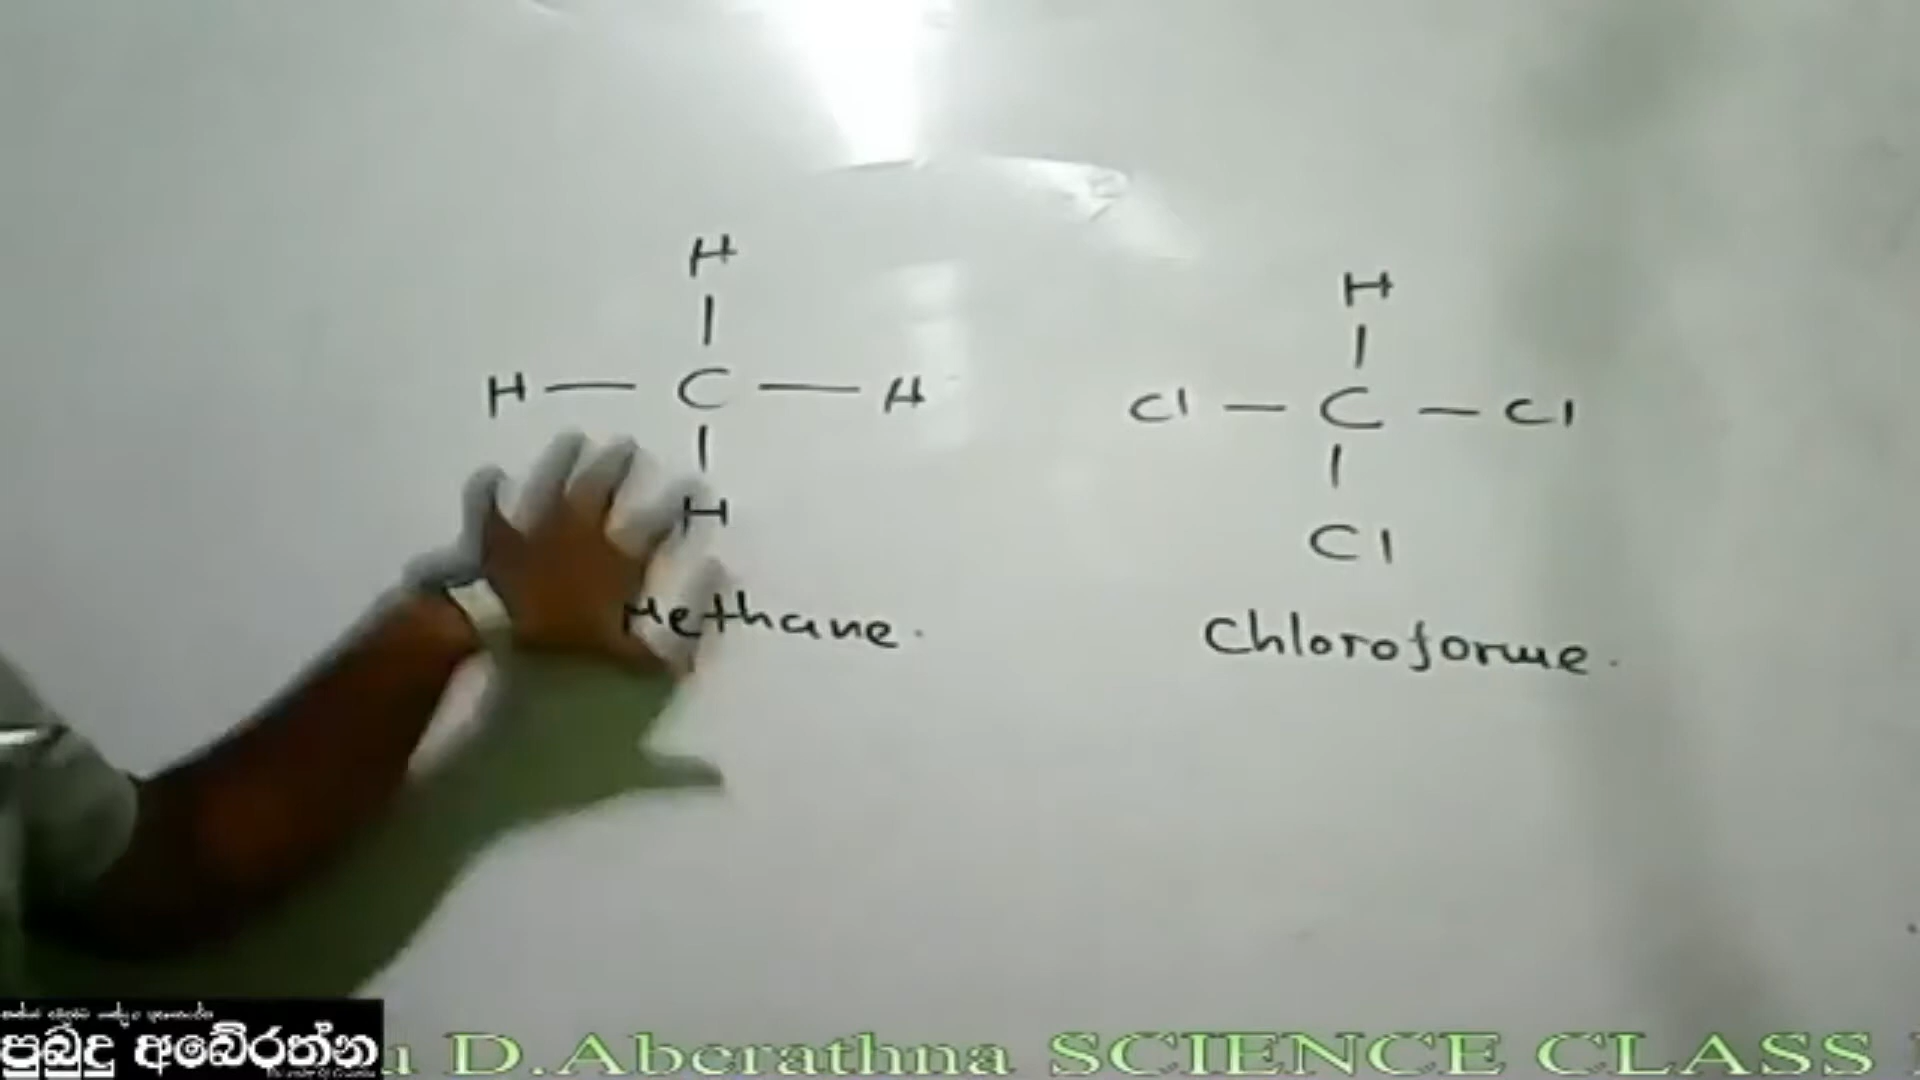 H
|
H — C — H
|
H
Methane.
H
|
Cl — C — Cl
|
Cl
Chloroforme.
පුබුදු අබේරත්න
a D.Aberathna SCIENCE CLASS